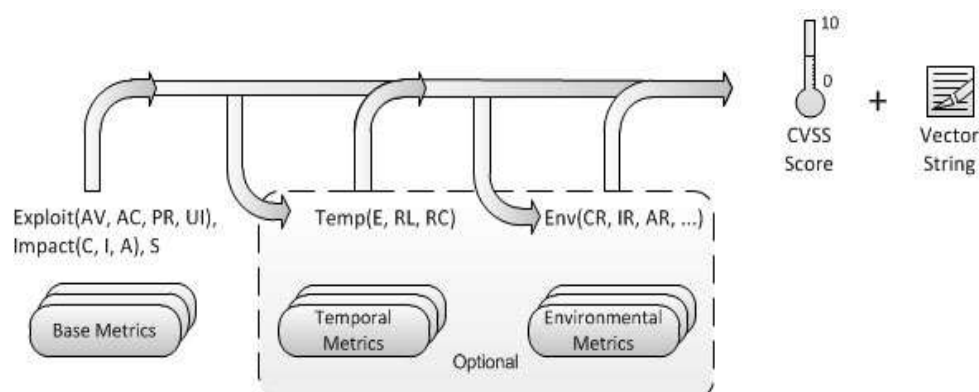 10
0
CVSS
Score
+
Vector
String
Exploit(AV, AC, PR, UI),
Impact(C, I, A), S
Temp(E, RL, RC)
Env(CR, IR, AR, ...)
Base Metrics
Temporal
Metrics
Environmental
Metrics
Optional